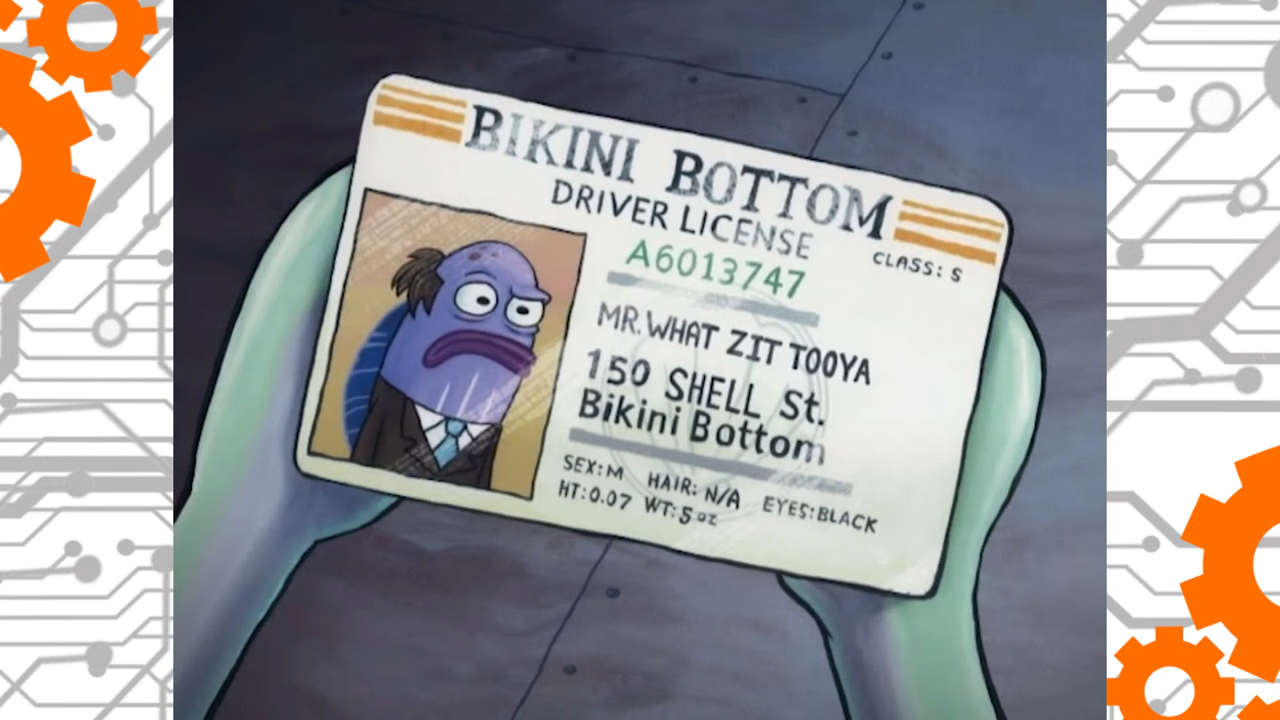 BIKINI BOTTOM
DRIVER LICENSE
CLASS: S
A6013747
MR. WHAT ZIT TOOYA
150 SHELL St.
Bikini Bottom
SEX: M HAIR: N/A EYES: BLACK
HT: 0.07 WT: 5 oz